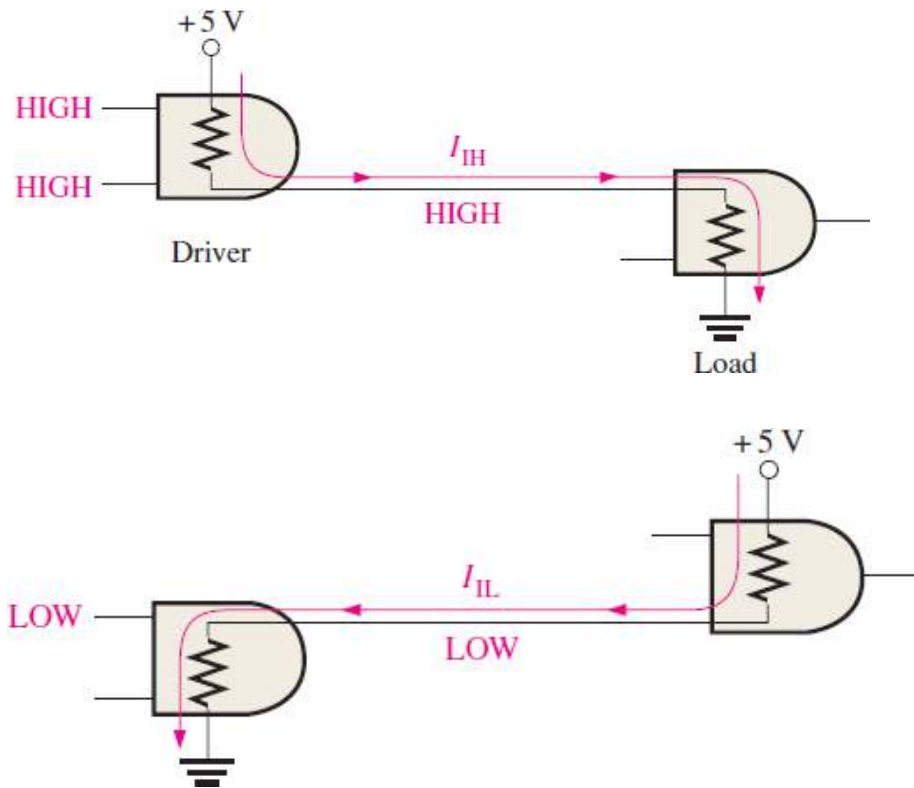 +5 V
HIGH
I_IH
HIGH
HIGH
Driver
Load
+5 V
I_IL
LOW
LOW